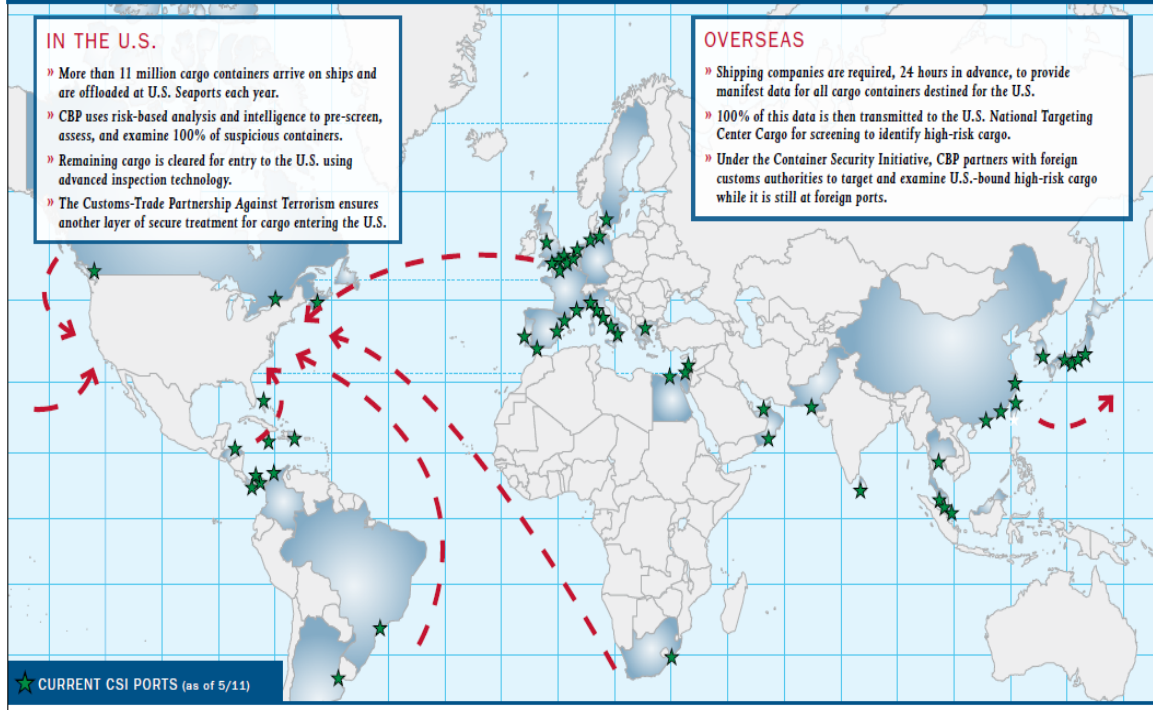 IN THE U.S.
» More than 11 million cargo containers arrive on ships and
are offloaded at U.S. Seaports each year.
» CBP uses risk-based analysis and intelligence to pre-screen,
assess, and examine 100% of suspicious containers.
» Remaining cargo is cleared for entry to the U.S. using
advanced inspection technology.
» The Customs-Trade Partnership Against Terrorism ensures
another layer of secure treatment for cargo entering the U.S.
OVERSEAS
» Shipping companies are required, 24 hours in advance, to provide
manifest data for all cargo containers destined for the U.S.
» 100% of this data is then transmitted to the U.S. National Targeting
Center Cargo for screening to identify high-risk cargo.
» Under the Container Security Initiative, CBP partners with foreign
customs authorities to target and examine U.S.-bound high-risk cargo
while it is still at foreign ports.
CURRENT CSI PORTS (as of 5/11)